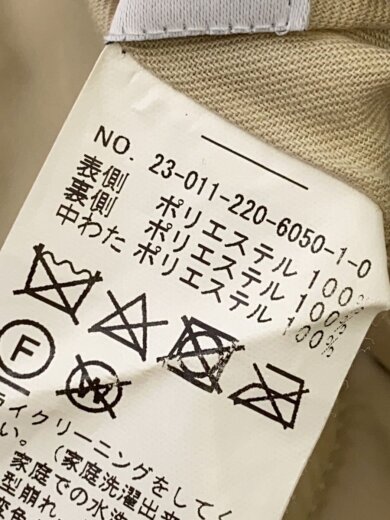 NO. 23-011-220-6050-1-0
表側 ポリエステル 100%
裏側 ポリエステル 100%
中わた ポリエステル 100%
F
W
ライクリーニングをしてく
い。(家庭洗濯出来
家庭での水洗
型崩れ